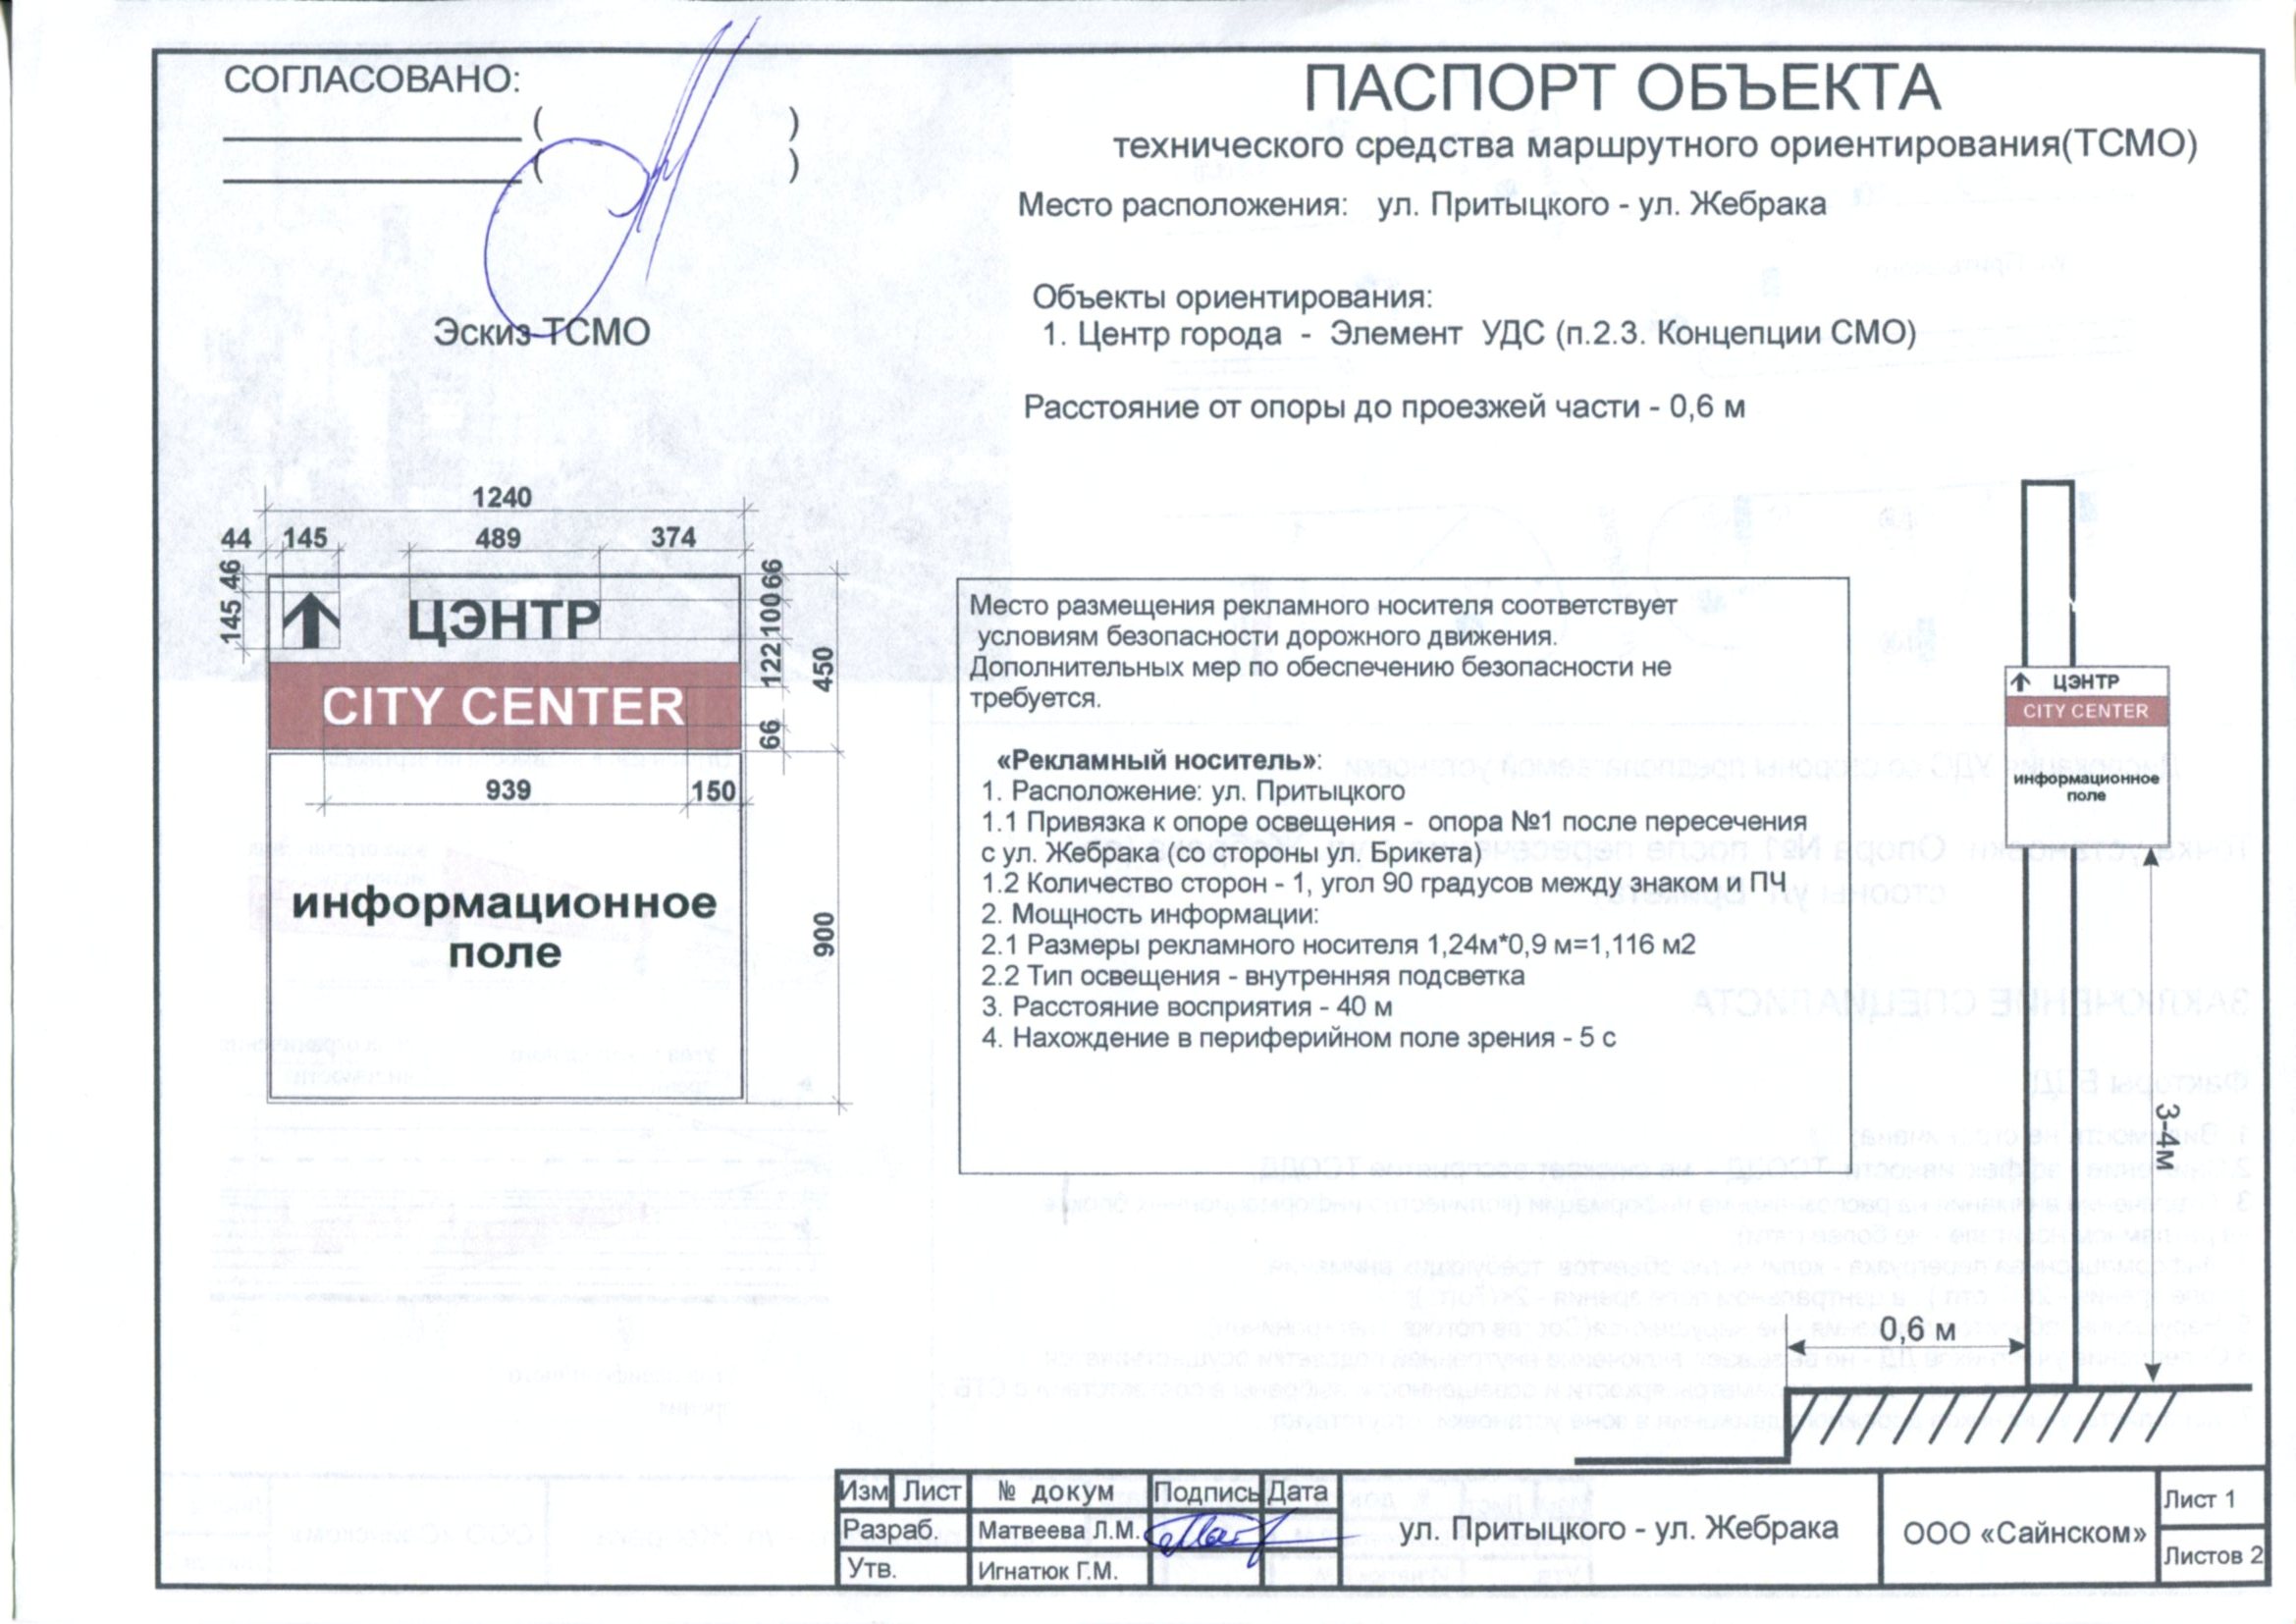 СОГЛАСОВАНО:
( )
( )
ПАСПОРТ ОБЪЕКТА
технического средства маршрутного ориентирования(ТСМО)
Место расположения: ул. Притыцкого - ул. Жебрака
Объекты ориентирования:
1. Центр города - Элемент УДС (п.2.3. Концепции СМО)
Расстояние от опоры до проезжей части - 0,6 м
Эскиз ТСМО
1240
44 145 489 374
46
145
66
100
122
66
450
900
ЦЭНТР
CITY CENTER
939 150
информационное
поле
Место размещения рекламного носителя соответствует
условиям безопасности дорожного движения.
Дополнительных мер по обеспечению безопасности не
требуется.
«Рекламный носитель»:
1. Расположение: ул. Притыцкого
1.1 Привязка к опоре освещения - опора №1 после пересечения
с ул. Жебрака (со стороны ул. Брикета)
1.2 Количество сторон - 1, угол 90 градусов между знаком и ПЧ
2. Мощность информации:
2.1 Размеры рекламного носителя 1,24м*0,9 м=1,116 м2
2.2 Тип освещения - внутренняя подсветка
3. Расстояние восприятия - 40 м
4. Нахождение в периферийном поле зрения - 5 с
ЦЭНТР
CITY CENTER
информационное
поле
3-4м
0,6 м
Изм Лист № докум Подпись Дата
Разраб. Матвеева Л.М.
Утв. Игнатюк Г.М.
ул. Притыцкого - ул. Жебрака
ООО «Сайнском»
Лист 1
Листов 2